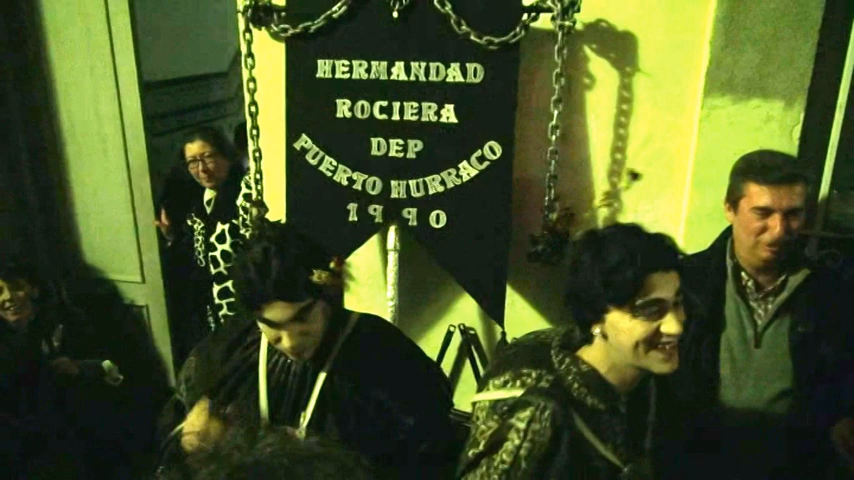 HERMANDAD
ROCIERA
DEP
PUERTO HURRACO
1990